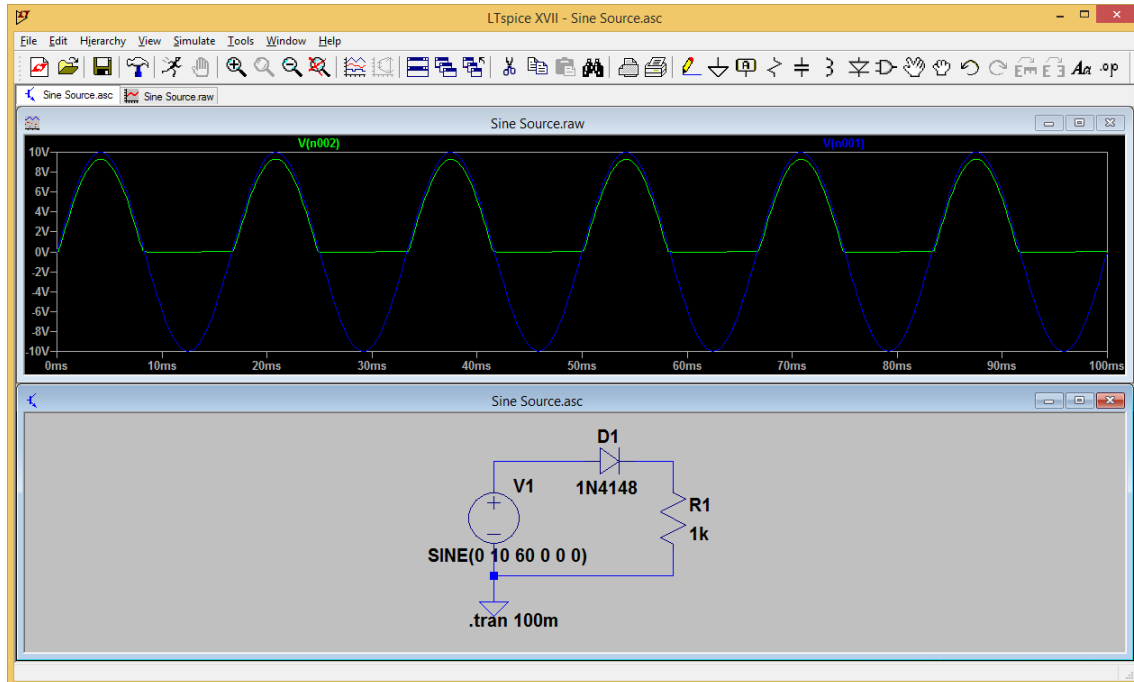 LTspice XVII - Sine Source.asc
File Edit Hierarchy View Simulate Tools Window Help
Aa .op
Sine Source.asc Sine Source.raw
Sine Source.raw
V(n002) V(n001)
10V
8V
6V
4V
2V
0V
-2V
-4V
-6V
-8V
-10V
0ms 10ms 20ms 30ms 40ms 50ms 60ms 70ms 80ms 90ms 100ms
Sine Source.asc
D1
V1
1N4148
R1
1k
SINE(0 10 60 0 0 0)
.tran 100m